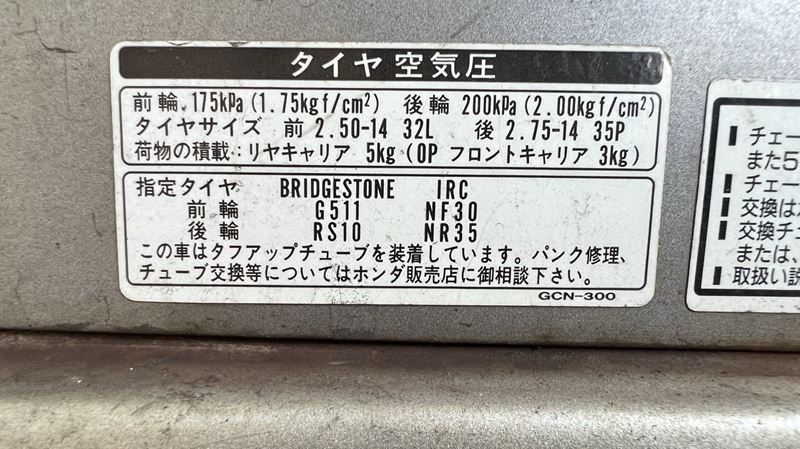 タイヤ空気圧
前輪 175kPa (1.75kgf/cm²) 後輪 200kPa (2.00kgf/cm²)
タイヤサイズ 前 2.50-14 32L 後 2.75-14 35P
荷物の積載:リヤキャリア 5kg (OP フロントキャリア 3kg)
指定タイヤ BRIDGESTONE IRC
前輪 G511 NF30
後輪 RS10 NR35
この車はタフアップチューブを装着しています。パンク修理、
チューブ交換等についてはホンダ販売店に御相談下さい。
GCN-300
チェー
また5
チェー
交換は
交換チ
または、
取扱い説